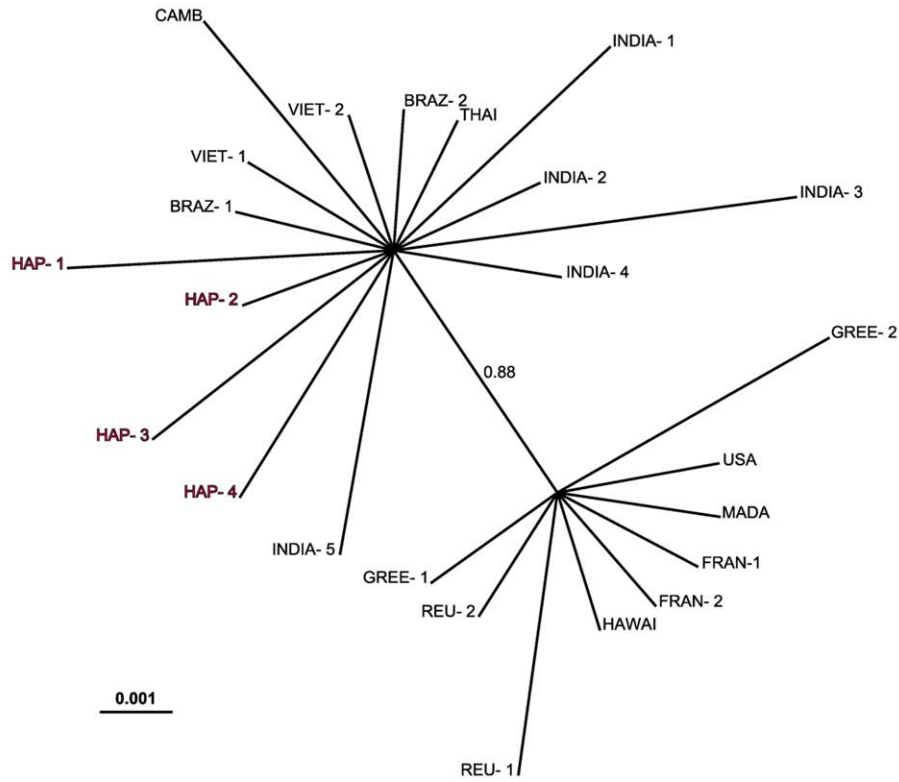 CAMB
INDIA- 1
VIET- 2
BRAZ- 2
THAI
VIET- 1
INDIA- 2
INDIA- 3
BRAZ- 1
HAP- 1
INDIA- 4
HAP- 2
GREE- 2
0.88
HAP- 3
USA
HAP- 4
MADA
INDIA- 5
FRAN-1
GREE- 1
FRAN- 2
REU- 2
HAWAI
0.001
REU- 1